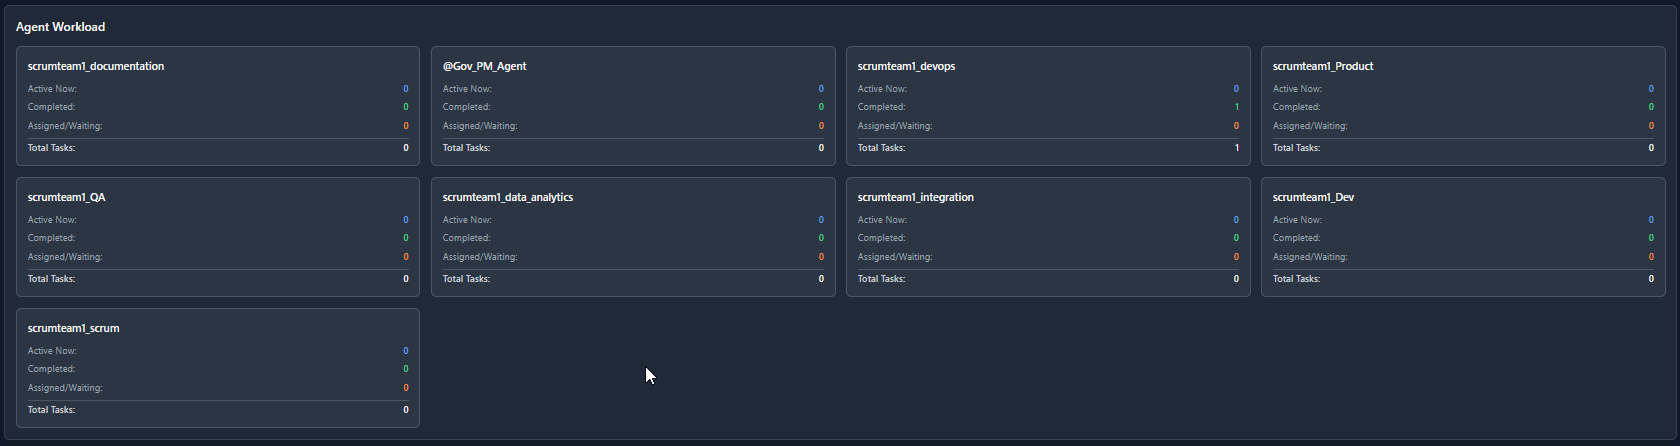 Agent Workload
scrumteam1_documentation
Active Now: 0
Completed: 0
Assigned/Waiting: 0
Total Tasks: 0
@Gov_PM_Agent
Active Now: 0
Completed: 0
Assigned/Waiting: 0
Total Tasks: 0
scrumteam1_devops
Active Now: 0
Completed: 1
Assigned/Waiting: 0
Total Tasks: 1
scrumteam1_Product
Active Now: 0
Completed: 0
Assigned/Waiting: 0
Total Tasks: 0
scrumteam1_QA
Active Now: 0
Completed: 0
Assigned/Waiting: 0
Total Tasks: 0
scrumteam1_data_analytics
Active Now: 0
Completed: 0
Assigned/Waiting: 0
Total Tasks: 0
scrumteam1_integration
Active Now: 0
Completed: 0
Assigned/Waiting: 0
Total Tasks: 0
scrumteam1_Dev
Active Now: 0
Completed: 0
Assigned/Waiting: 0
Total Tasks: 0
scrumteam1_scrum
Active Now: 0
Completed: 0
Assigned/Waiting: 0
Total Tasks: 0